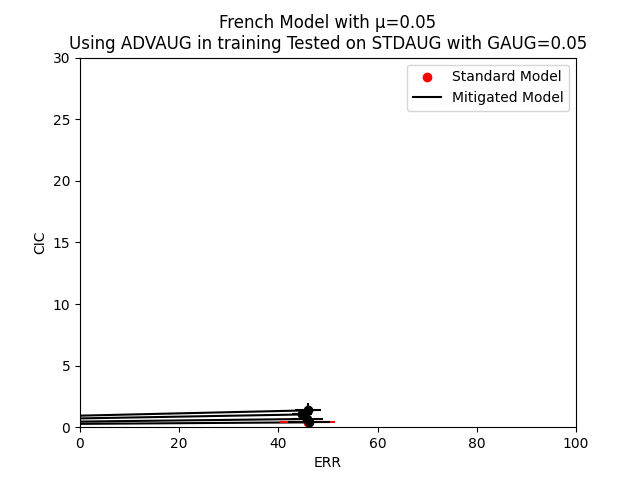 French Model with μ=0.05
Using ADVAUG in training Tested on STDAUG with GAUG=0.05
30
25
20
15
10
5
0
CIC
Standard Model
Mitigated Model
0
20
40
60
80
100
ERR